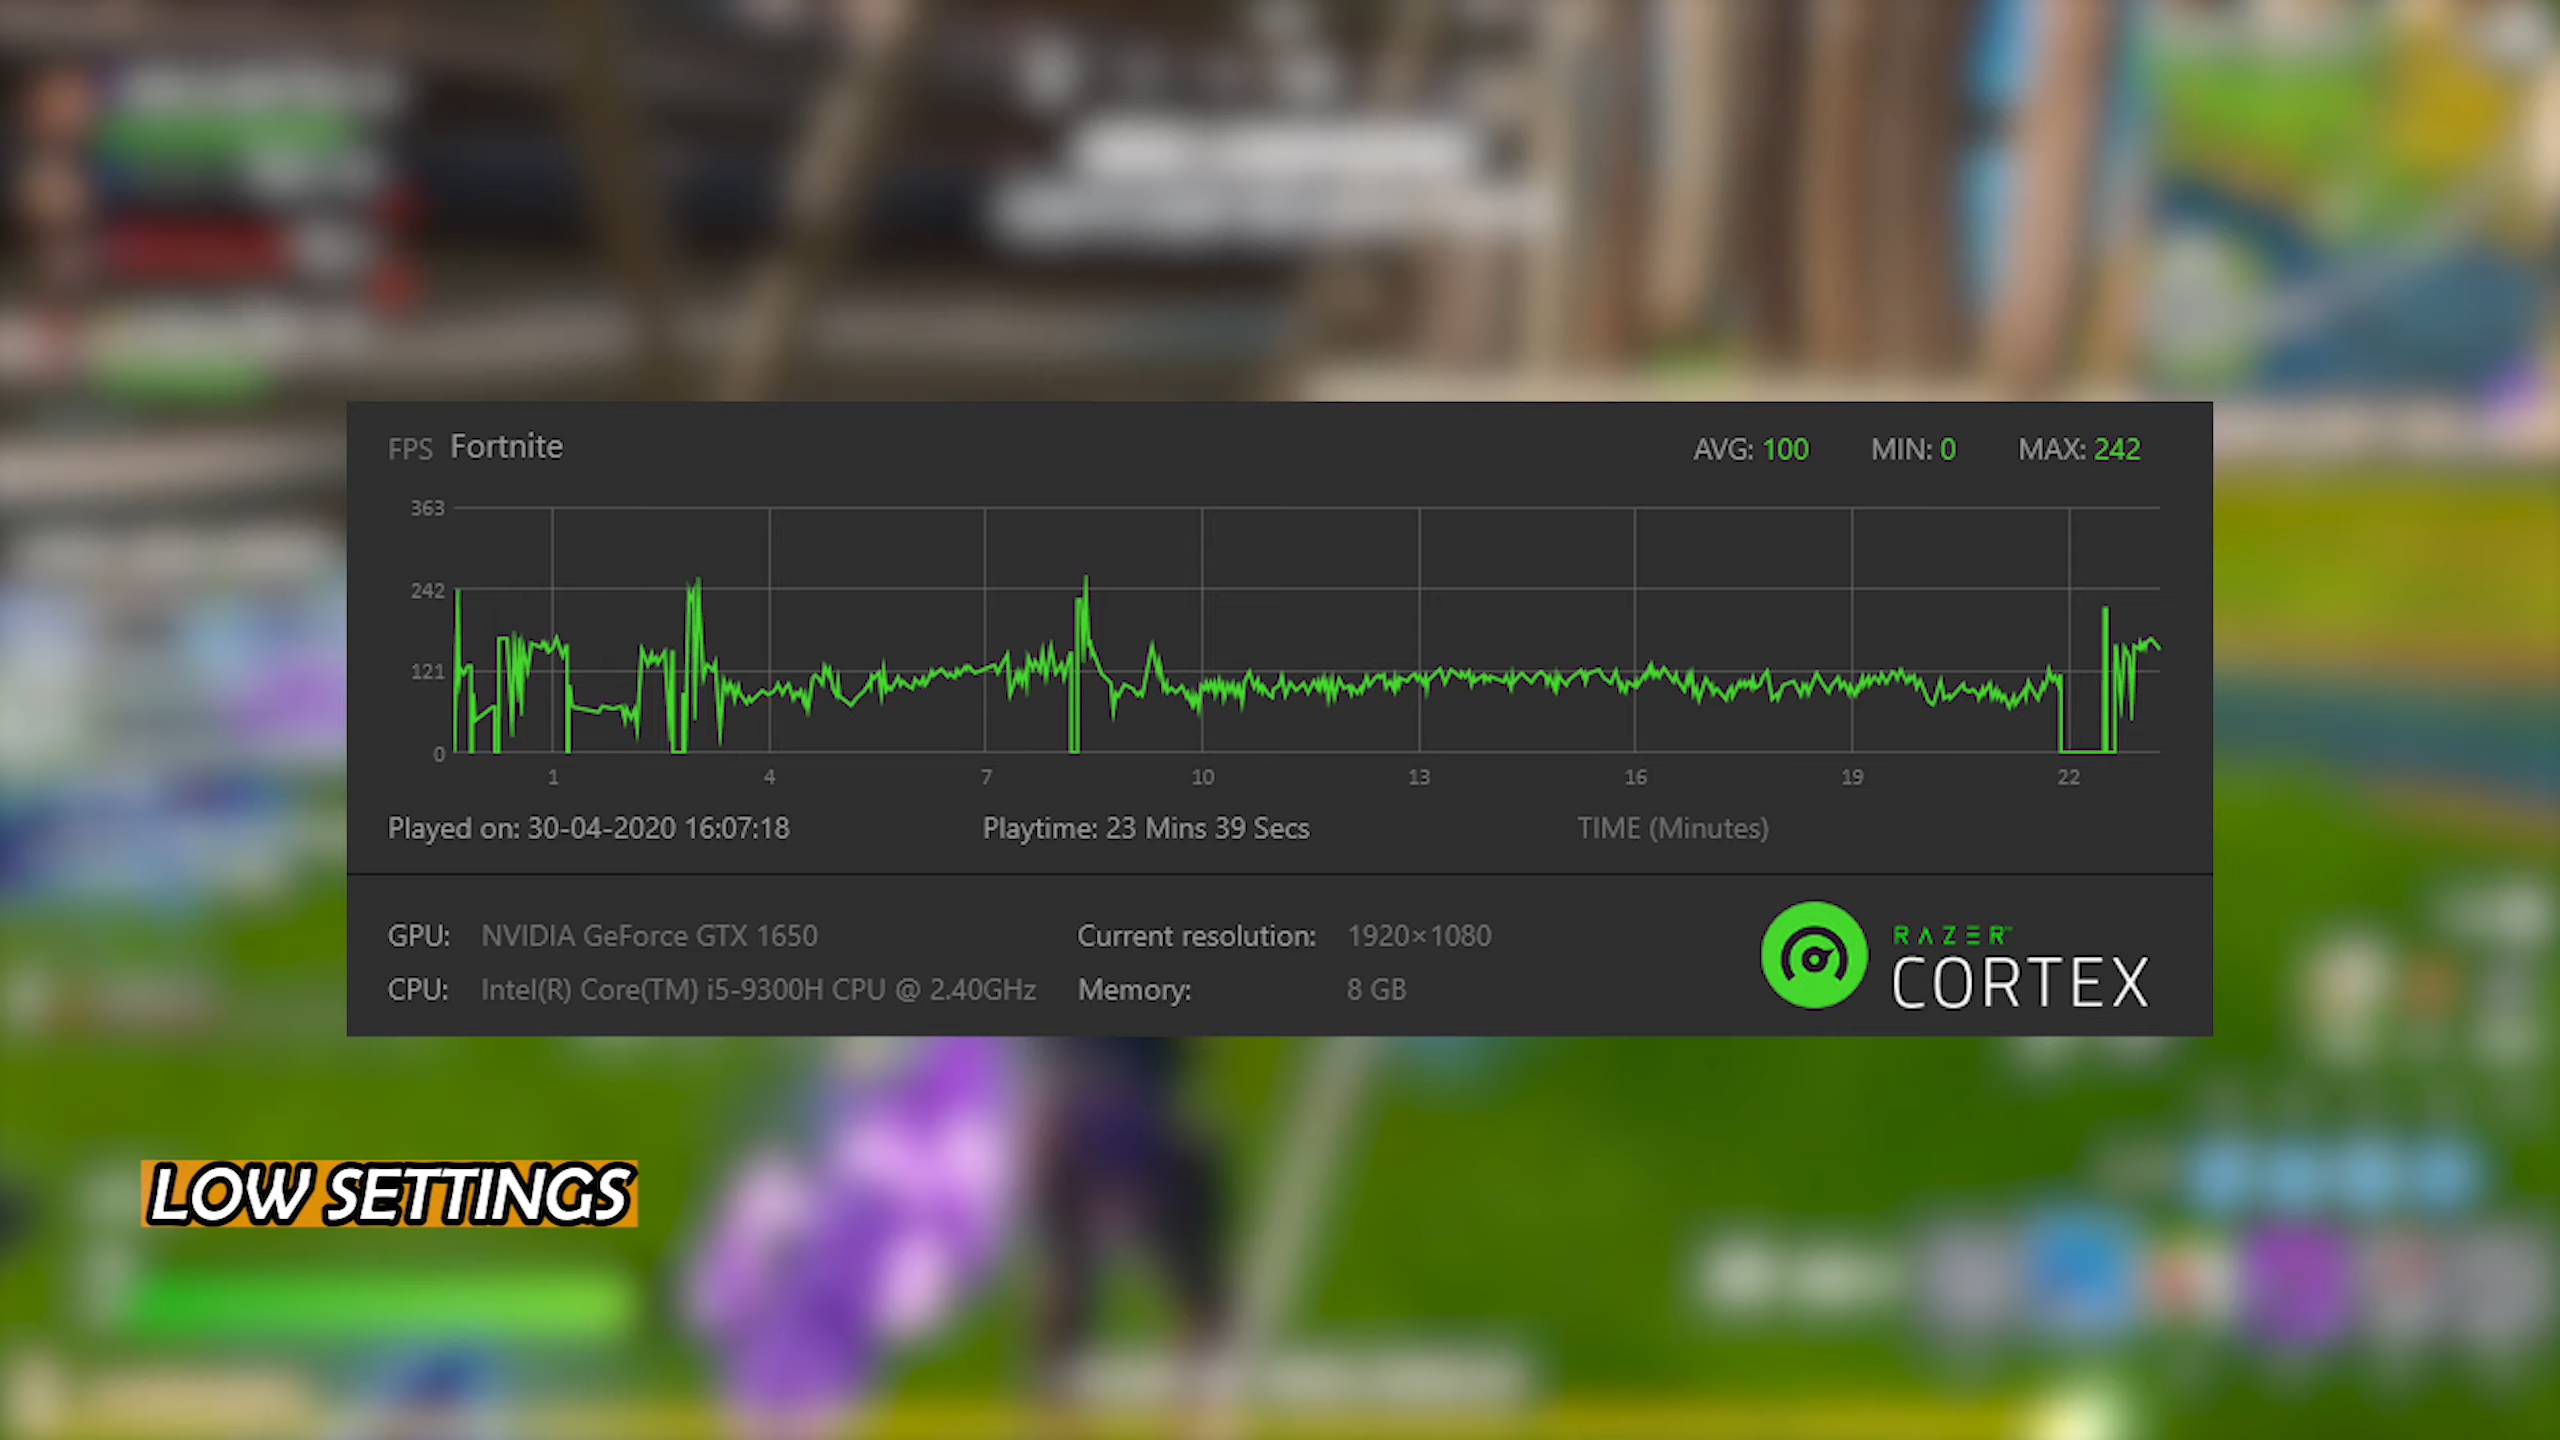 FPS Fortnite AVG: 100 MIN: 0 MAX: 242
363
242
121
0
1 4 7 10 13 16 19 22
Played on: 30-04-2020 16:07:18 Playtime: 23 Mins 39 Secs TIME (Minutes)
GPU: NVIDIA GeForce GTX 1650 Current resolution: 1920×1080
CPU: Intel(R) Core(TM) i5-9300H CPU @ 2.40GHz Memory: 8 GB
RAZER™
CORTEX
LOW SETTINGS